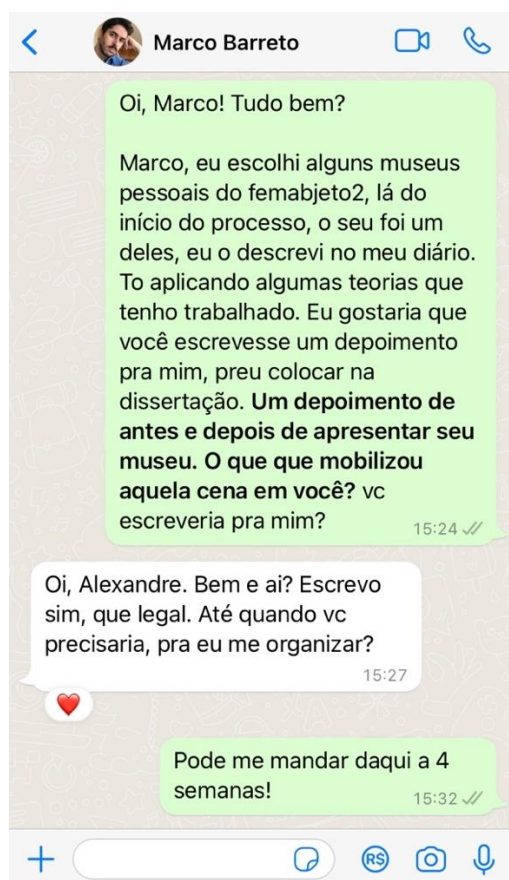 Marco Barreto
Oi, Marco! Tudo bem?
Marco, eu escolhi alguns museus
pessoais do femabjeto2, lá do
início do processo, o seu foi um
deles, eu o descrevi no meu diário.
To aplicando algumas teorias que
tenho trabalhado. Eu gostaria que
você escrevesse um depoimento
pra mim, preu colocar na
dissertação. Um depoimento de
antes e depois de apresentar seu
museu. O que que mobilizou
aquela cena em você? vc
escreveria pra mim?
15:24
Oi, Alexandre. Bem e ai? Escrevo
sim, que legal. Até quando vc
precisaria, pra eu me organizar?
15:27
Pode me mandar daqui a 4
semanas!
15:32
R$